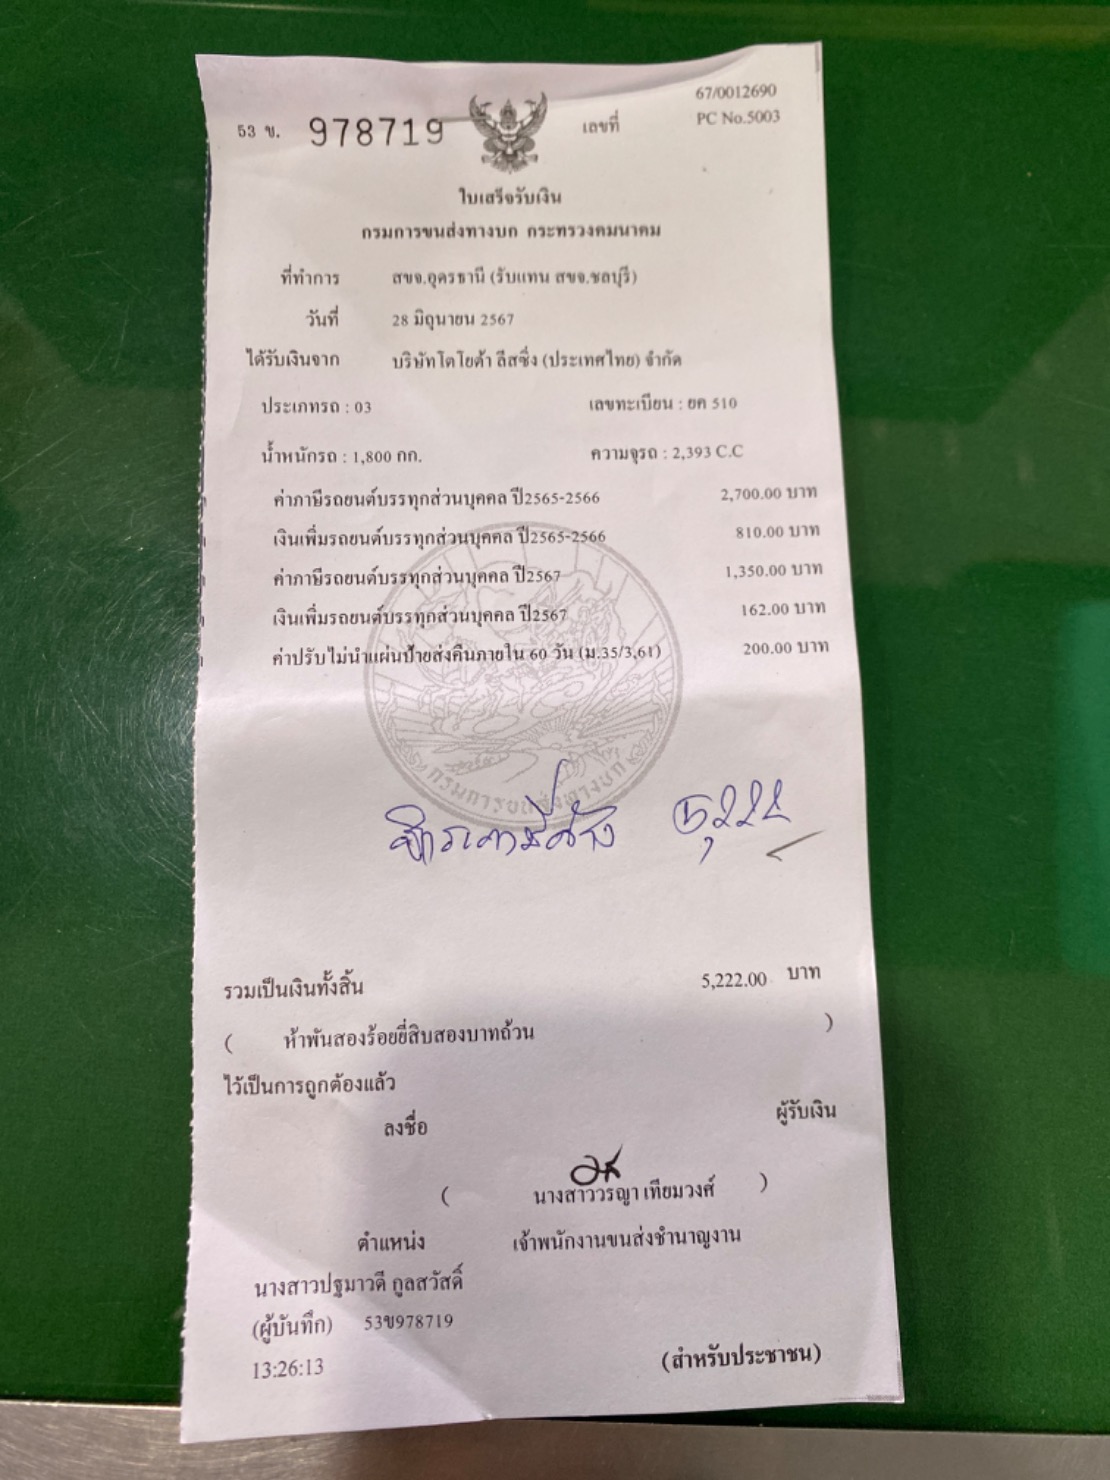 67/0012690
53 ข. 978719 เลขที่ PC No.5003
ใบเสร็จรับเงิน
กรมการขนส่งทางบก กระทรวงคมนาคม
ที่ทำการ สขจ.อุดรธานี (รับแทน สขจ.ชลบุรี)
วันที่ 28 มิถุนายน 2567
ได้รับเงินจาก บริษัทโตโยต้า ลีสซิ่ง (ประเทศไทย) จำกัด
ประเภทรถ : 03 เลขทะเบียน : ยค 510
น้ำหนักรถ : 1,800 กก. ความจุรถ : 2,393 C.C
ค่าภาษีรถยนต์บรรทุกส่วนบุคคล ปี2565-2566 2,700.00 บาท
เงินเพิ่มรถยนต์บรรทุกส่วนบุคคล ปี2565-2566 810.00 บาท
ค่าภาษีรถยนต์บรรทุกส่วนบุคคล ปี2567 1,350.00 บาท
เงินเพิ่มรถยนต์บรรทุกส่วนบุคคล ปี2567 162.00 บาท
ค่าปรับไม่นำแผ่นป้ายส่งคืนภายใน 60 วัน (ม.35/3,61) 200.00 บาท
กรมการขนส่งทางบก
๕,๒๒๒
รวมเป็นเงินทั้งสิ้น 5,222.00 บาท
( ห้าพันสองร้อยยี่สิบสองบาทถ้วน )
ไว้เป็นการถูกต้องแล้ว
ลงชื่อ ผู้รับเงิน
( นางสาววรญา เทียมวงศ์ )
ตำแหน่ง เจ้าพนักงานขนส่งชำนาญงาน
นางสาวปฐมาวดี กูลสวัสดิ์
(ผู้บันทึก) 53ข978719
13:26:13 (สำหรับประชาชน)